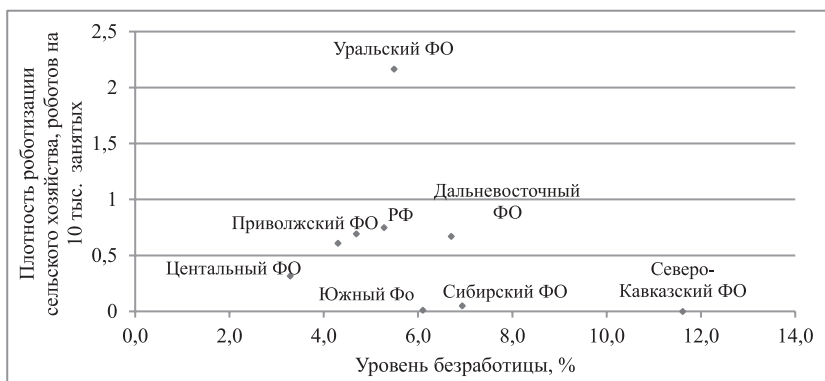 Плотность роботизации
сельского хозяйства, роботов на
10 тыс. занятых
2,5
2
1,5
1
0,5
0
Уральский ФО
Дальневосточный
ФО
РФ
Приволжский ФО
Центальный ФО
Южный Фо
Сибирский ФО
Северо-
Кавказский ФО
0,0 2,0 4,0 6,0 8,0 10,0 12,0 14,0
Уровень безработицы, %